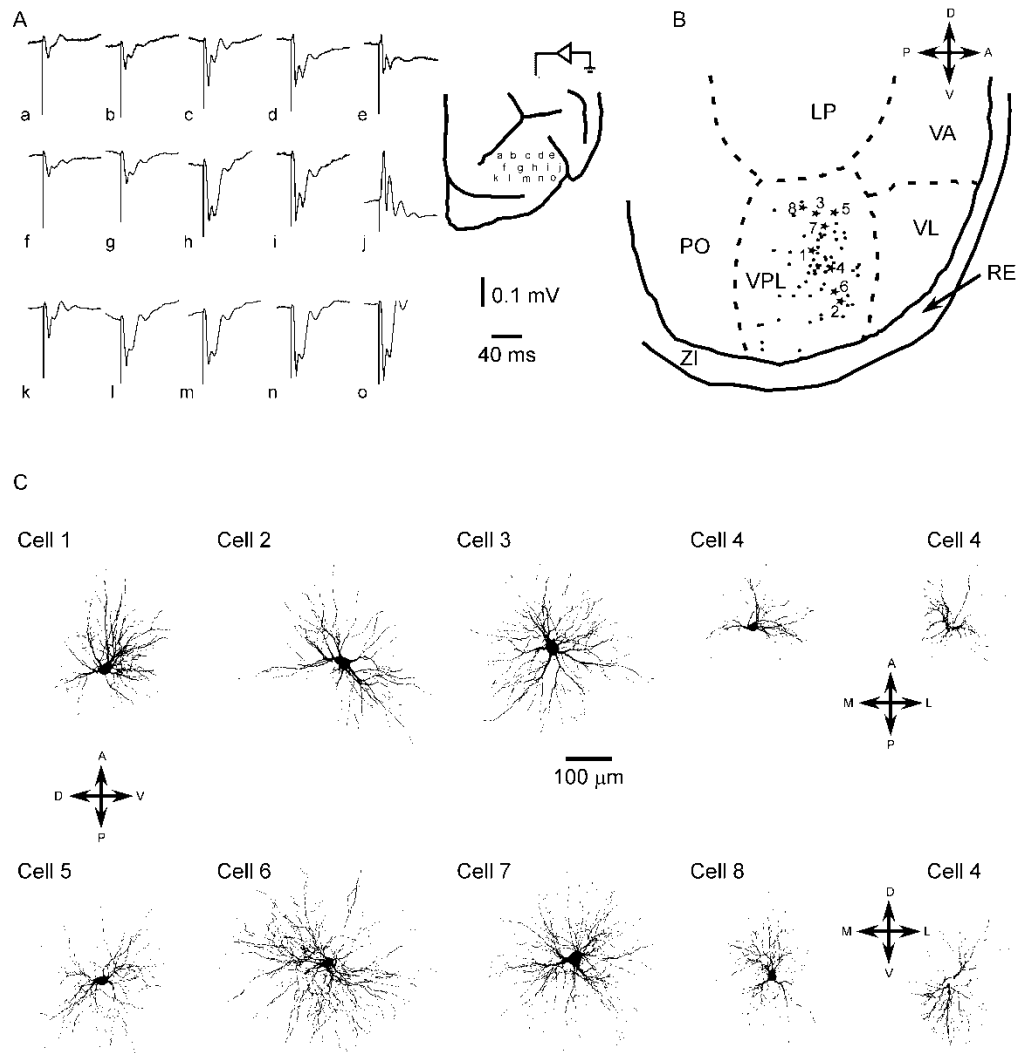 A
a b c d e
f g h i j
k l m n o
a b c d e
f g h i j
k l m n o
0.1 mV
40 ms
B
D
P A
V
LP
VA
8 3 5
7
PO
VL
1
VPL
4
RE
6
2
ZI
C
Cell 1 Cell 2 Cell 3 Cell 4 Cell 4
A
M L
P
100 μm
A
D V
P
Cell 5 Cell 6 Cell 7 Cell 8 Cell 4
D
M L
V